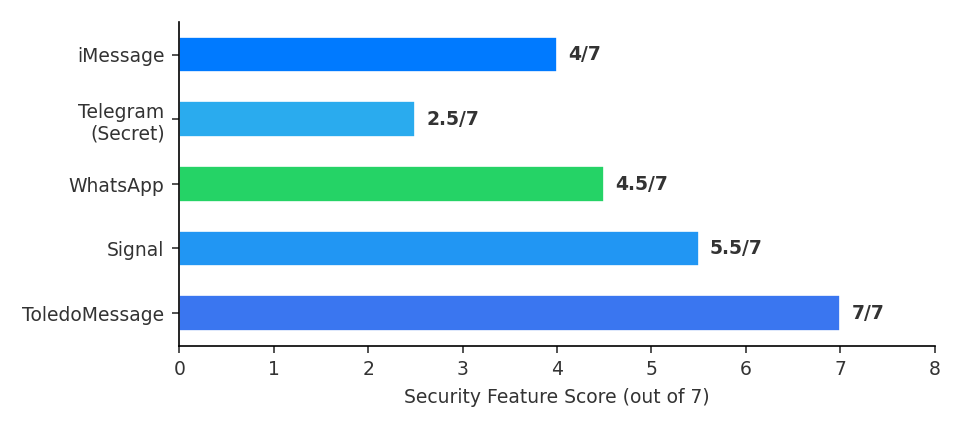 iMessage
4/7
Telegram
(Secret)
2.5/7
WhatsApp
4.5/7
Signal
5.5/7
ToledoMessage
7/7
0 1 2 3 4 5 6 7 8
Security Feature Score (out of 7)